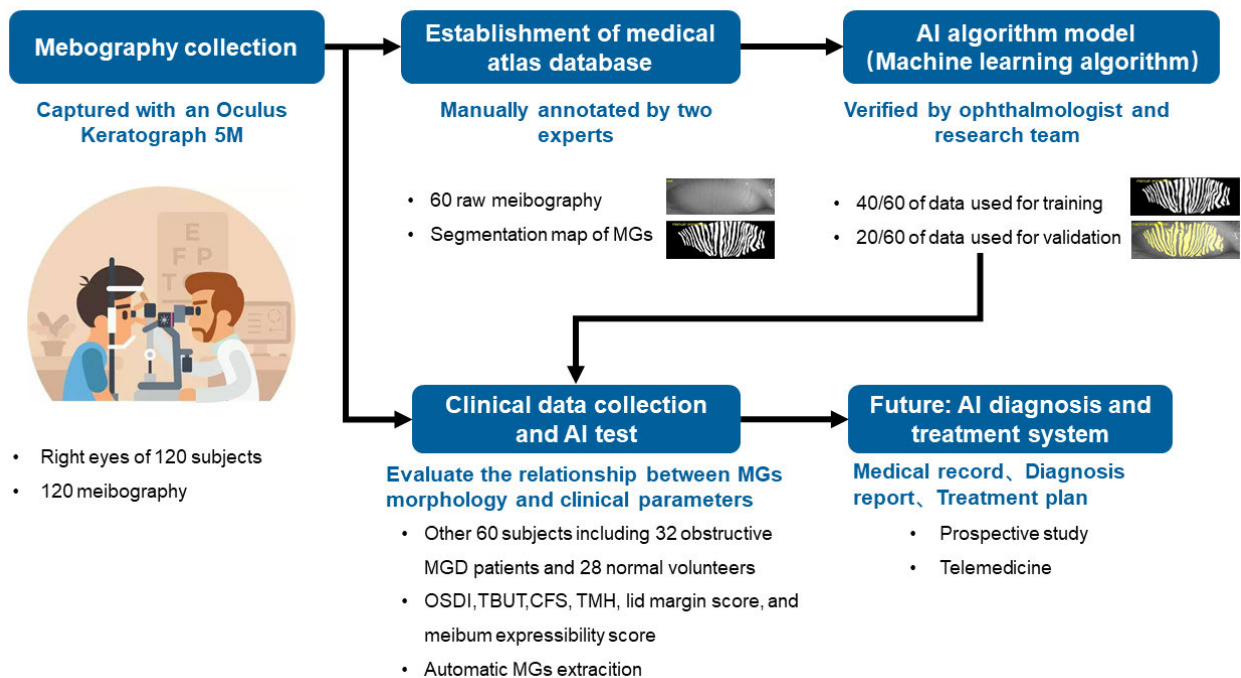 Mebography collection
Captured with an Oculus
Keratograph 5M
E
F P
• Right eyes of 120 subjects
• 120 meibography
Establishment of medical
atlas database
Manually annotated by two
experts
• 60 raw meibography
• Segmentation map of MGs
AI algorithm model
(Machine learning algorithm)
Verified by ophthalmologist and
research team
• 40/60 of data used for training
• 20/60 of data used for validation
Clinical data collection
and AI test
Evaluate the relationship between MGs
morphology and clinical parameters
• Other 60 subjects including 32 obstructive
MGD patients and 28 normal volunteers
• OSDI,TBUT,CFS, TMH, lid margin score, and
meibum expressibility score
• Automatic MGs extracition
Future: AI diagnosis and
treatment system
Medical record、Diagnosis
report、Treatment plan
• Prospective study
• Telemedicine